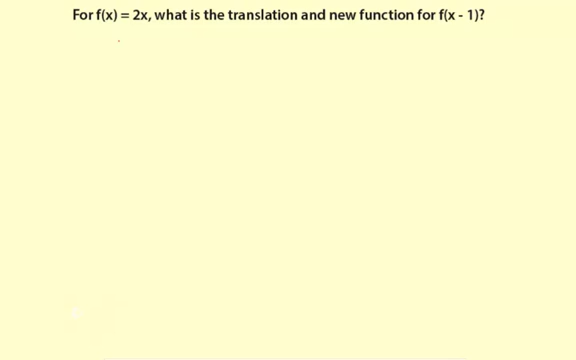 For f(x) = 2x, what is the translation and new function for f(x - 1)?